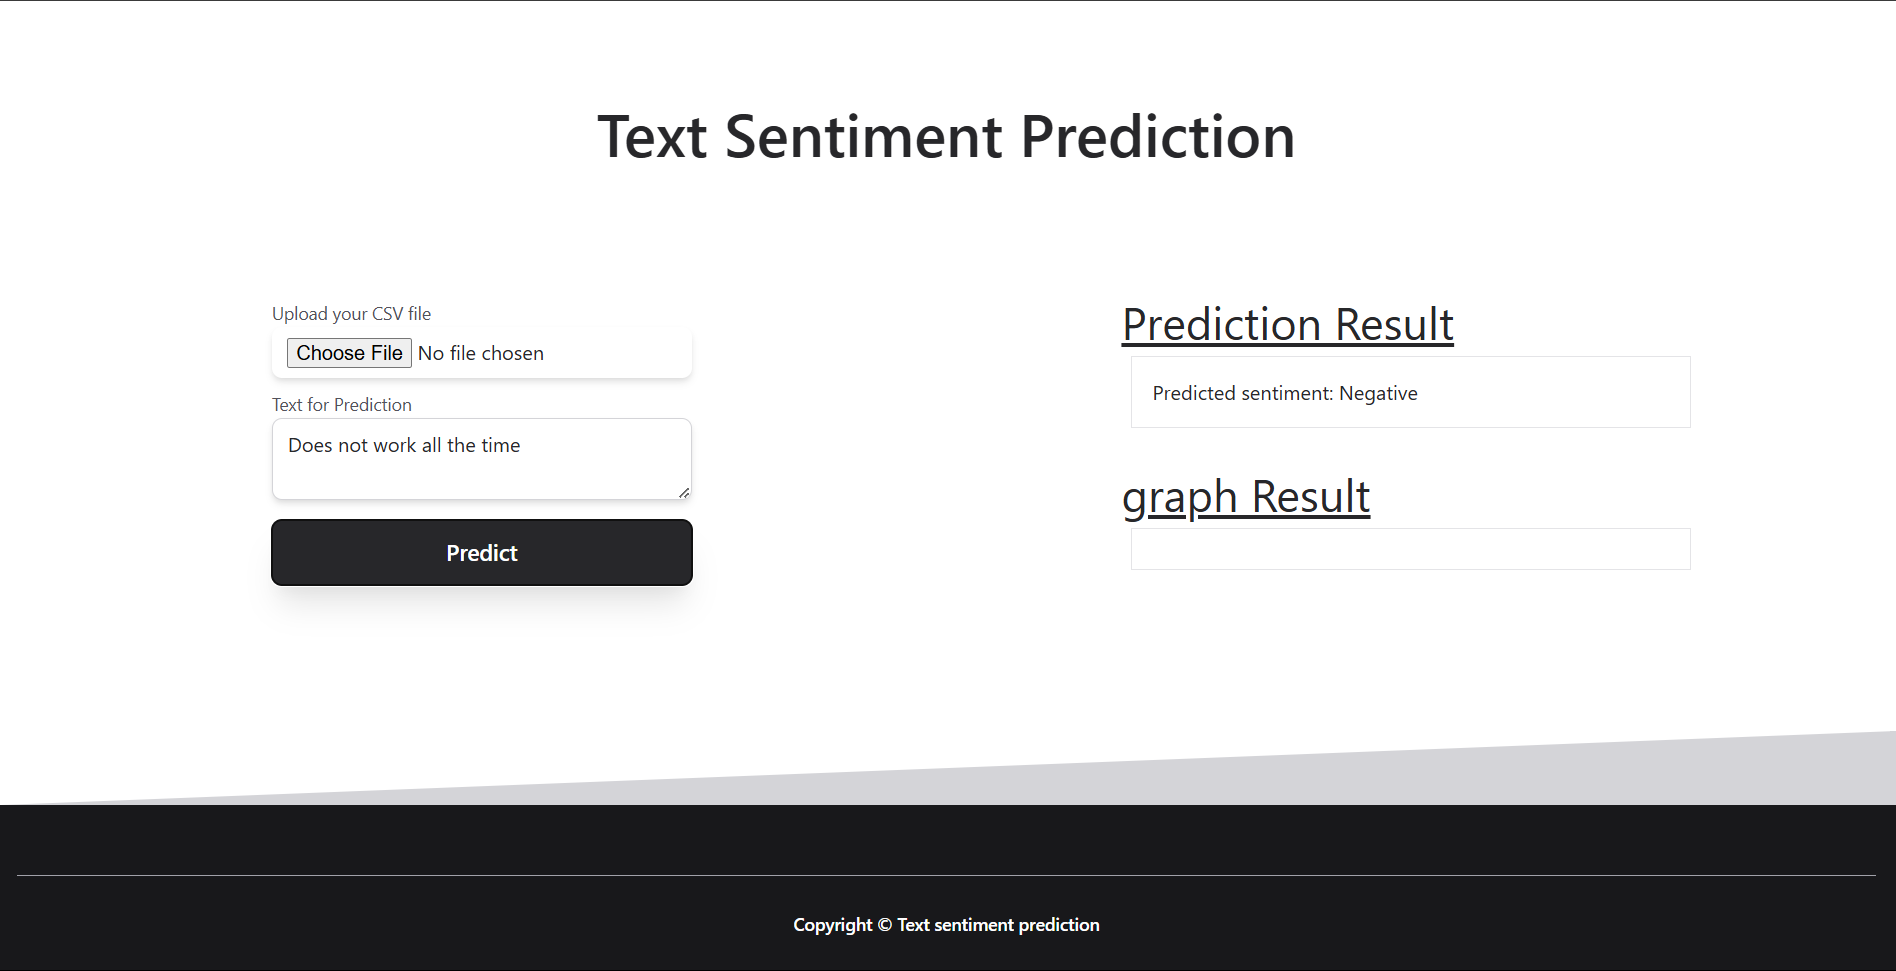 Text Sentiment Prediction
Upload your CSV file
Choose File No file chosen
Text for Prediction
Does not work all the time
Predict
Prediction Result
Predicted sentiment: Negative
graph Result
Copyright © Text sentiment prediction